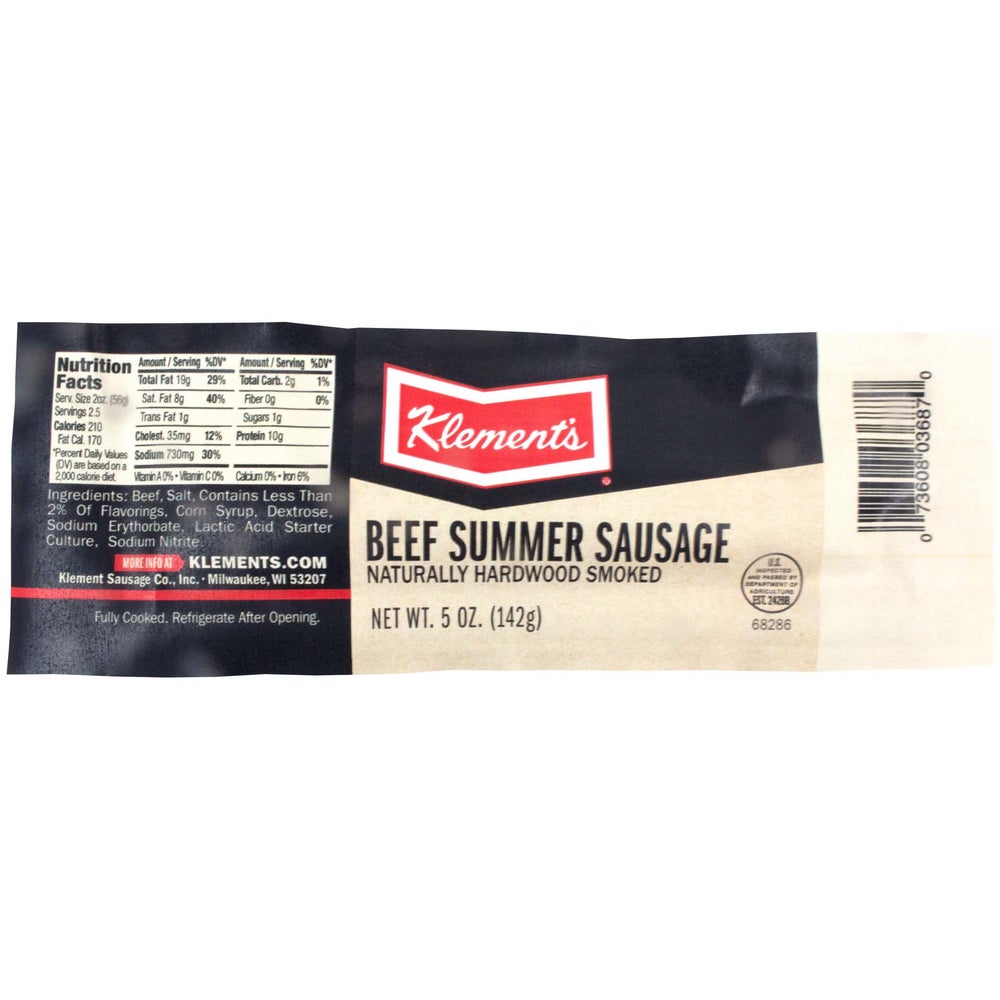 Nutrition
Facts
Serv. Size 2oz. (56g)
Servings 2.5
Calories 210
Fat Cal. 170
*Percent Daily Values
(DV) are based on a
2,000 calorie diet.
Amount / Serving %DV*
Total Fat 19g 29%
Sat. Fat 8g 40%
Trans Fat 1g
Cholest. 35mg 12%
Sodium 730mg 30%
Amount / Serving %DV*
Total Carb. 2g 1%
Fiber 0g 0%
Sugars 1g
Protein 10g
Vitamin A 0% • Vitamin C 0% Calcium 0% • Iron 6%
Ingredients: Beef, Salt, Contains Less Than
2% Of Flavorings, Corn Syrup, Dextrose,
Sodium Erythorbate, Lactic Acid Starter
Culture, Sodium Nitrite.
MORE INFO AT KLEMENTS.COM
Klement Sausage Co., Inc. • Milwaukee, WI 53207
Fully Cooked. Refrigerate After Opening.
Klement's
®
BEEF SUMMER SAUSAGE
NATURALLY HARDWOOD SMOKED
NET WT. 5 OZ. (142g)
U.S.
INSPECTED
AND PASSED BY
DEPARTMENT OF
AGRICULTURE
EST. 2426B
68286
0 73608 03687 0